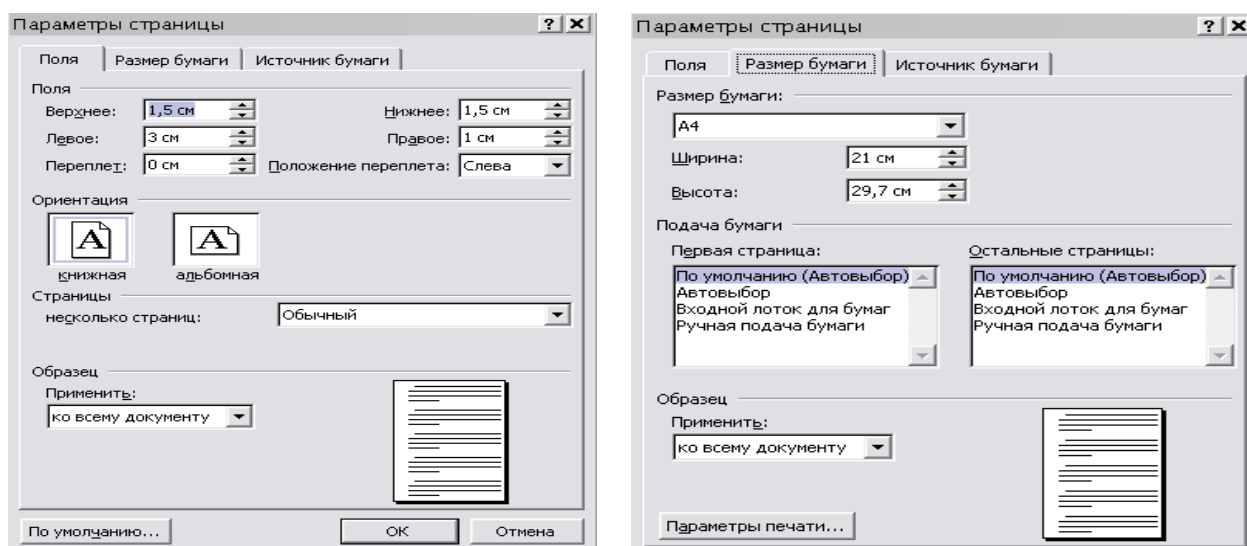 Параметры страницы
Поля Размер бумаги Источник бумаги
Поля
Верхнее: 1,5 см Нижнее: 1,5 см
Левое: 3 см Правое: 1 см
Переплет: 0 см Положение переплета: Слева
Ориентация
A A
книжная альбомная
Страницы
несколько страниц: Обычный
Образец
Применить:
ко всему документу
По умолчанию... ОК Отмена
Параметры страницы
Поля Размер бумаги Источник бумаги
Размер бумаги:
A4
Ширина: 21 см
Высота: 29,7 см
Подача бумаги
Первая страница: Остальные страницы:
По умолчанию (Автовыбор) По умолчанию (Автовыбор)
Автовыбор Автовыбор
Входной лоток для бумаг Входной лоток для бумаг
Ручная подача бумаги Ручная подача бумаги
Образец
Применить:
ко всему документу
Параметры печати...